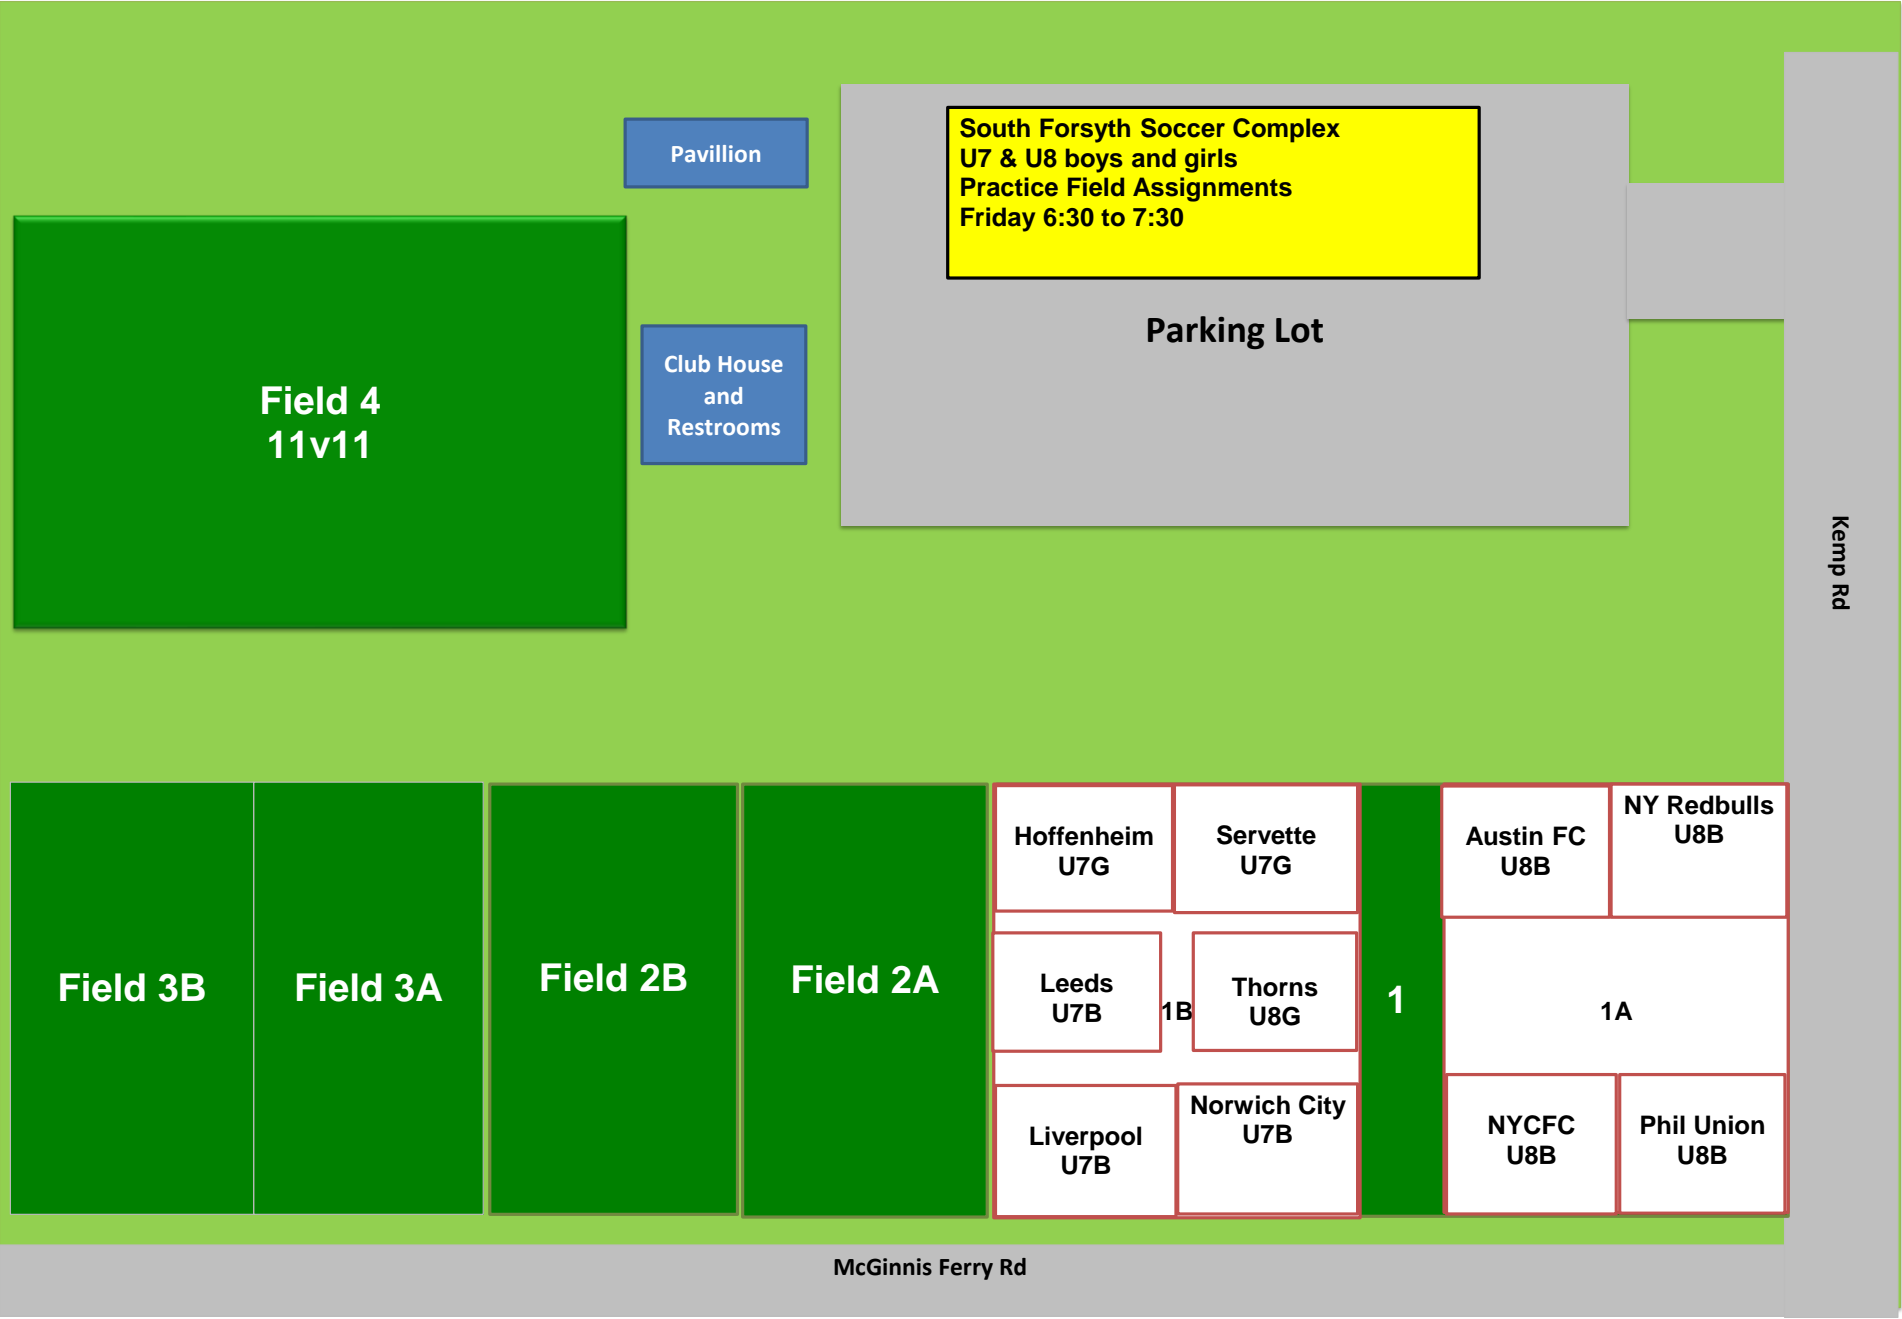 South Forsyth Soccer Complex
U7 & U8 boys and girls
Practice Field Assignments
Friday 6:30 to 7:30
Pavillion
Parking Lot
Club House
and
Restrooms
Field 4
11v11
Kemp Rd
Field 3B
Field 3A
Field 2B
Field 2A
Hoffenheim
U7G
Servette
U7G
Leeds
U7B
1B
Thorns
U8G
Liverpool
U7B
Norwich City
U7B
1
Austin FC
U8B
NY Redbulls
U8B
1A
NYCFC
U8B
Phil Union
U8B
McGinnis Ferry Rd